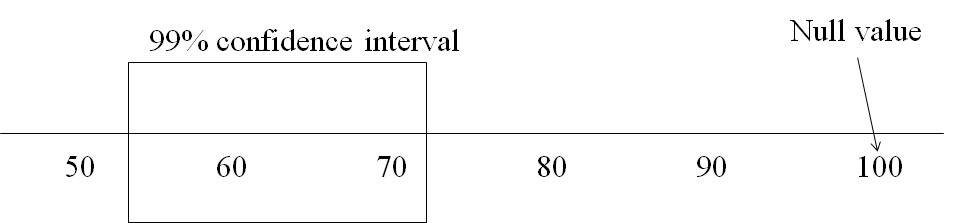 Null value
99% confidence interval
50 60 70 80 90 100